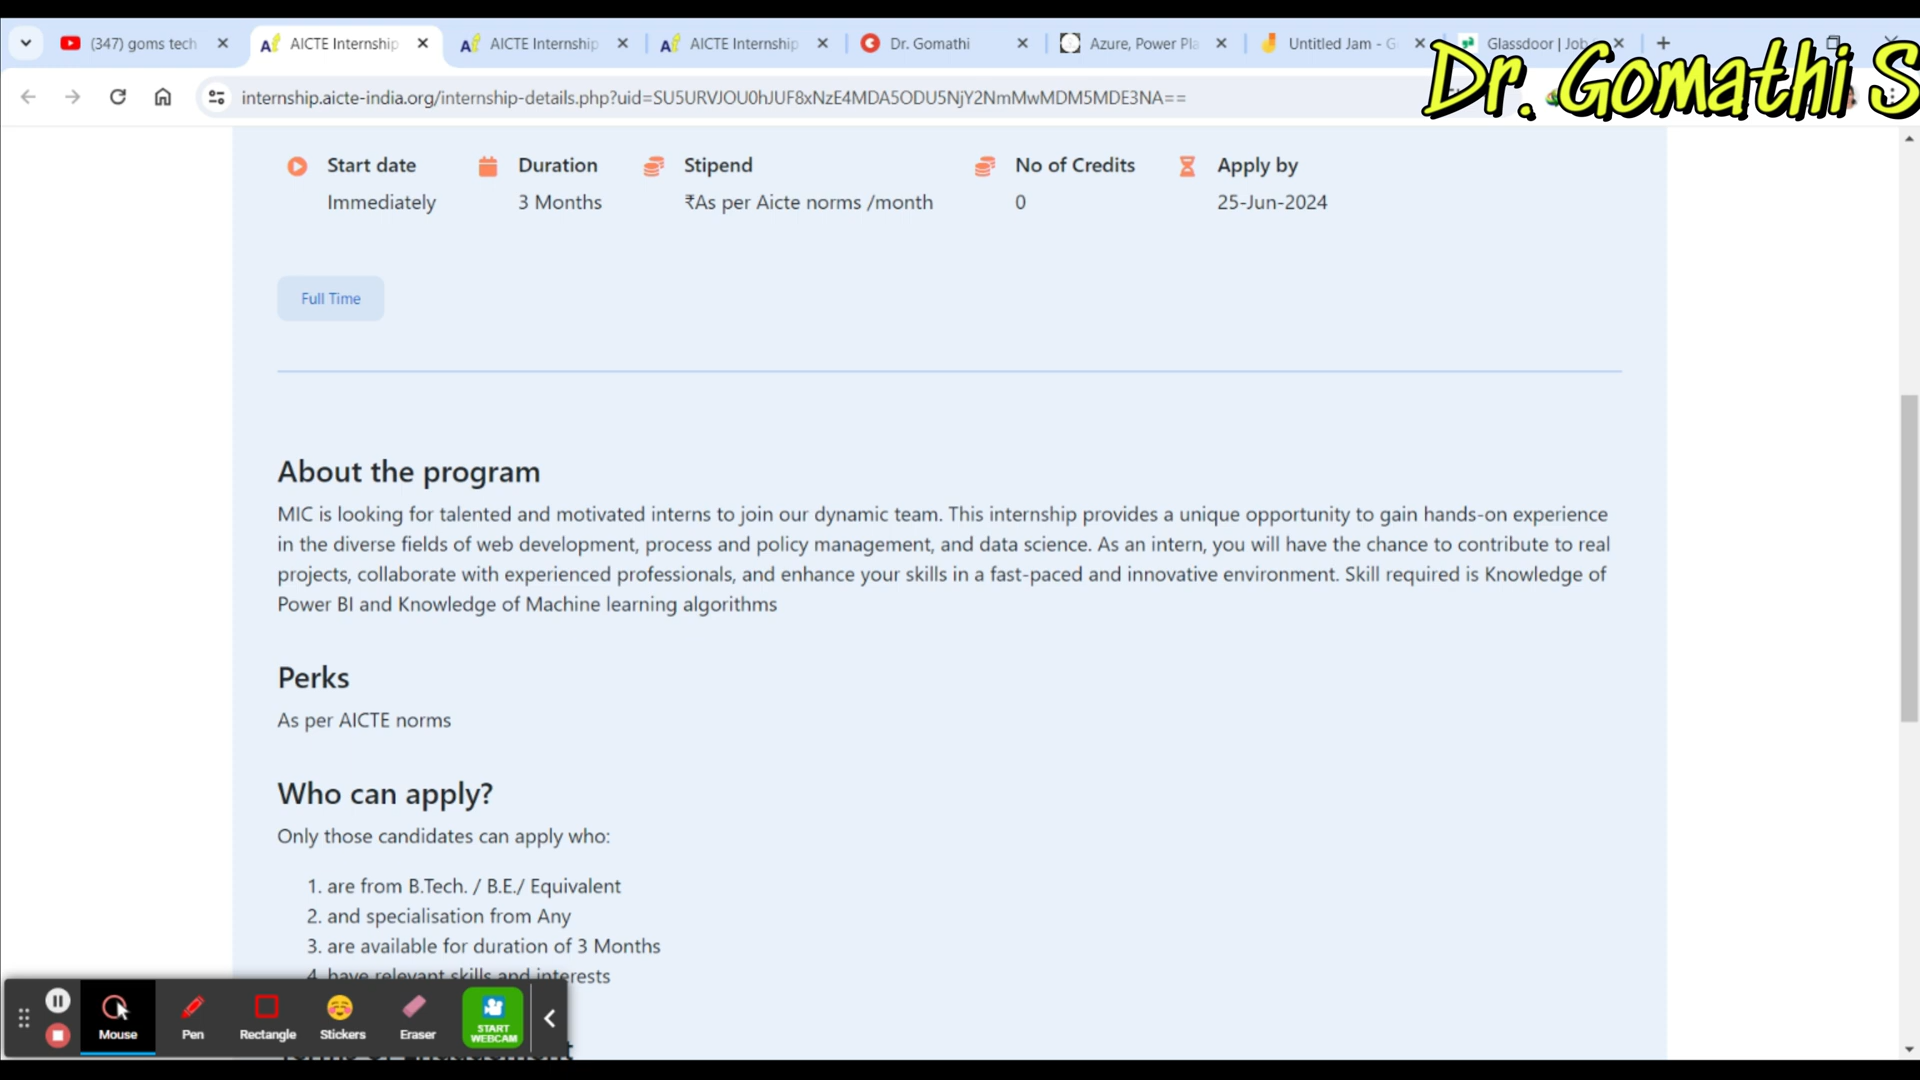 (347) goms tech
AICTE Internship
AICTE Internship
AICTE Internship
Dr. Gomathi
Azure, Power Pla
Untitled Jam - G
Glassdoor | Job
Dr. Gomathi S
internship.aicte-india.org/internship-details.php?uid=SU5URVJOU0hJUF8xNzE4MDA5ODU5NjY2NmMwMDM5MDE3NA==
Start date
Duration
Stipend
No of Credits
Apply by
Immediately
3 Months
₹As per Aicte norms /month
0
25-Jun-2024
Full Time
About the program
MIC is looking for talented and motivated interns to join our dynamic team. This internship provides a unique opportunity to gain hands-on experience
in the diverse fields of web development, process and policy management, and data science. As an intern, you will have the chance to contribute to real
projects, collaborate with experienced professionals, and enhance your skills in a fast-paced and innovative environment. Skill required is Knowledge of
Power BI and Knowledge of Machine learning algorithms
Perks
As per AICTE norms
Who can apply?
Only those candidates can apply who:
1. are from B.Tech. / B.E./ Equivalent
2. and specialisation from Any
3. are available for duration of 3 Months
4. have relevant skills and interests
Mouse
Pen
Rectangle
Stickers
Eraser
START
WEBCAM